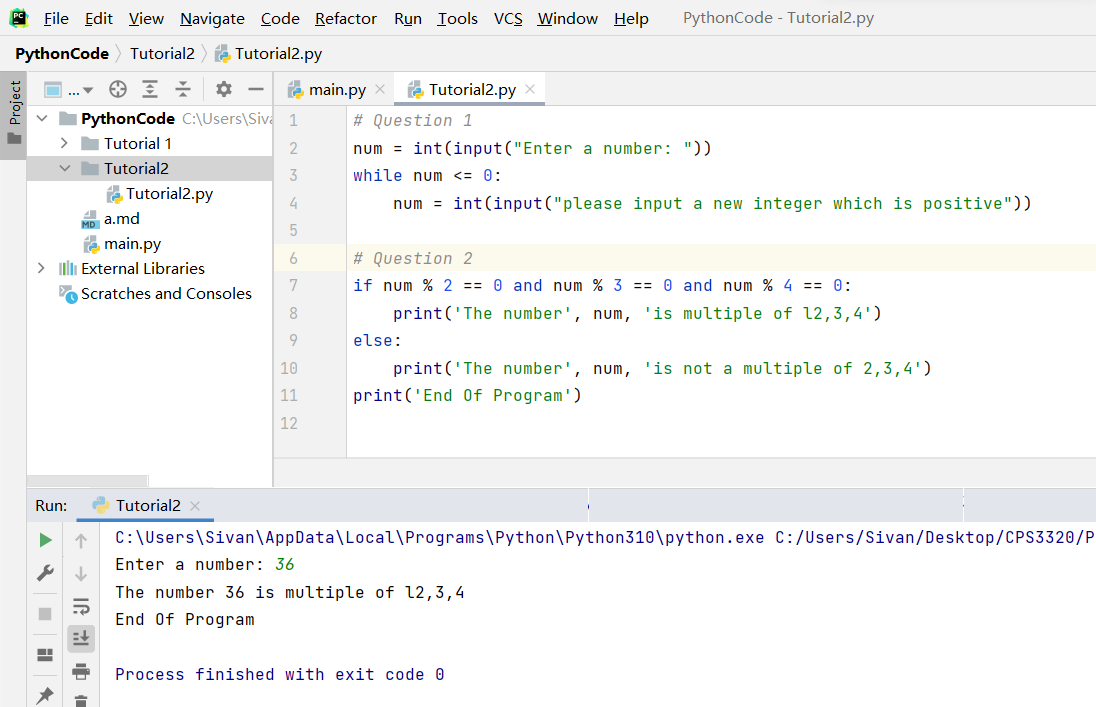 PC File Edit View Navigate Code Refactor Run Tools VCS Window Help PythonCode - Tutorial2.py
PythonCode Tutorial2 Tutorial2.py
Project
...
PythonCode C:\Users\Siva
Tutorial 1
Tutorial2
Tutorial2.py
MD a.md
main.py
External Libraries
Scratches and Consoles
main.py Tutorial2.py
1 # Question 1
2 num = int(input("Enter a number: "))
3 while num <= 0:
4     num = int(input("please input a new integer which is positive"))
5
6 # Question 2
7 if num % 2 == 0 and num % 3 == 0 and num % 4 == 0:
8     print('The number', num, 'is multiple of l2,3,4')
9 else:
10     print('The number', num, 'is not a multiple of 2,3,4')
11 print('End Of Program')
12
Run: Tutorial2
C:\Users\Sivan\AppData\Local\Programs\Python\Python310\python.exe C:/Users/Sivan/Desktop/CPS3320/P
Enter a number: 36
The number 36 is multiple of l2,3,4
End Of Program
Process finished with exit code 0